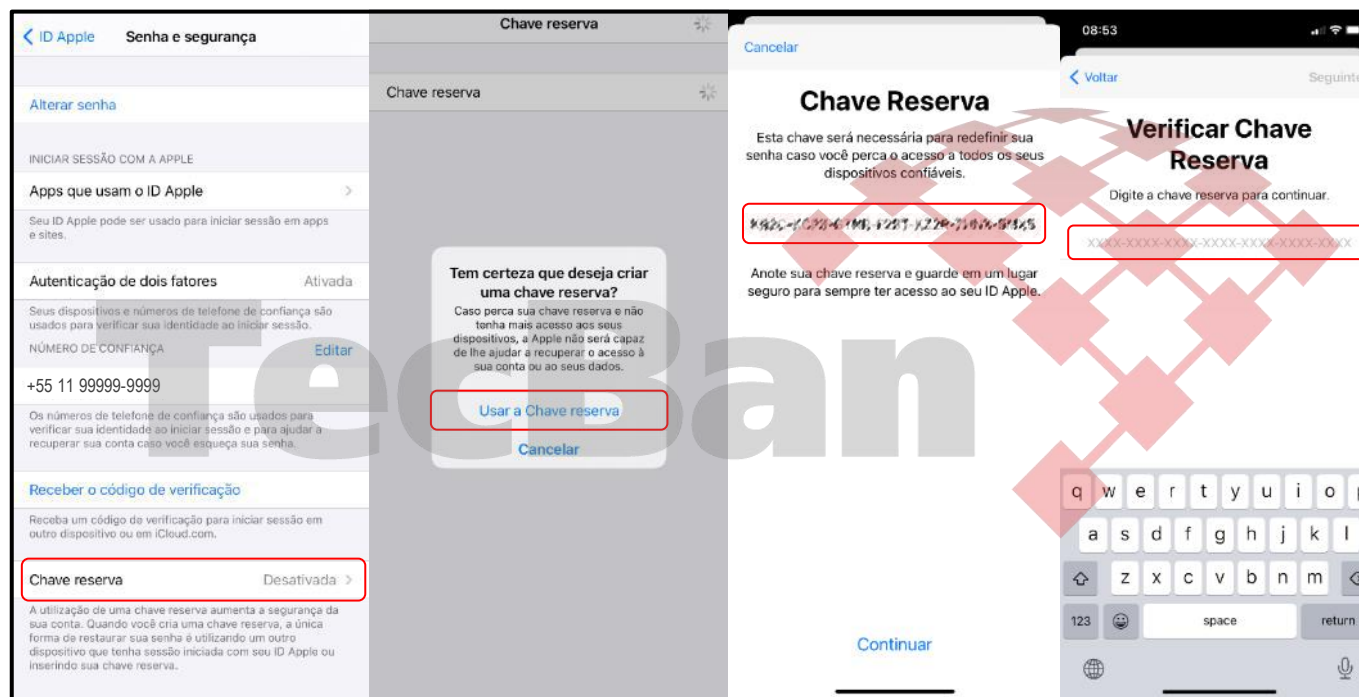 ID Apple Senha e segurança
Alterar senha
INICIAR SESSÃO COM A APPLE
Apps que usam o ID Apple
Seu ID Apple pode ser usado para iniciar sessão em apps
e sites.
Autenticação de dois fatores Ativada
Seus dispositivos e números de telefone de confiança são
usados para verificar sua identidade ao iniciar sessão.
NÚMERO DE CONFIANÇA Editar
+55 11 99999-9999
Os números de telefone de confiança são usados para
verificar sua identidade ao iniciar sessão e para ajudar a
recuperar sua conta caso você esqueça sua senha.
Receber o código de verificação
Receba um código de verificação para iniciar sessão em
outro dispositivo ou em iCloud.com.
Chave reserva Desativada
A utilização de uma chave reserva aumenta a segurança da
sua conta. Quando você cria uma chave reserva, a única
forma de restaurar sua senha é utilizando um outro
dispositivo que tenha sessão iniciada com seu ID Apple ou
inserindo sua chave reserva.
Chave reserva
Chave reserva
Tem certeza que deseja criar
uma chave reserva?
Caso perca sua chave reserva e não
tenha mais acesso aos seus
dispositivos, a Apple não será capaz
de lhe ajudar a recuperar o acesso à
sua conta ou ao seus dados.
Usar a Chave reserva
Cancelar
Cancelar
Chave Reserva
Esta chave será necessária para redefinir sua
senha caso você perca o acesso a todos os seus
dispositivos confiáveis.
Anote sua chave reserva e guarde em um lugar
seguro para sempre ter acesso ao seu ID Apple.
Continuar
08:53
Voltar Seguinte
Verificar Chave
Reserva
Digite a chave reserva para continuar.
XXXX-XXXX-XXXX-XXXX-XXXX-XXXX-XXXX
q w e r t y u i o p
a s d f g h j k l
z x c v b n m
123 space return
TecBan